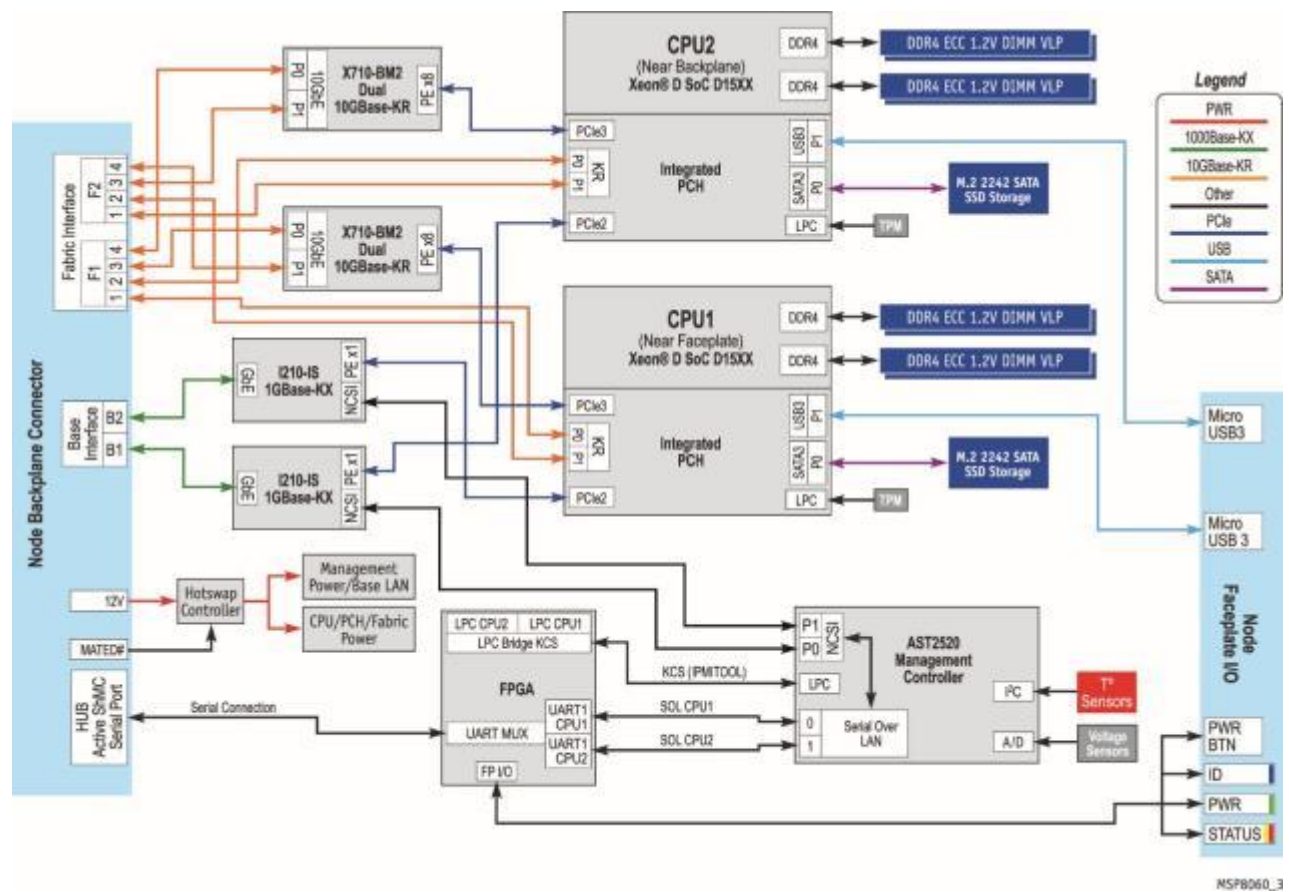 CPU2
(Near Backplane)
Xeon® D SoC D15XX
DDR4
DDR4 ECC 1.2V DIMM VLP
DDR4
DDR4 ECC 1.2V DIMM VLP
Integrated
PCH
PCIe3
P0
P1
KR
PCIe2
USB3
P1
SATA3
P0
LPC
TPM
M.2 2242 SATA
SSD Storage
Legend
PWR
1000Base-KX
10GBase-KR
Other
PCIe
USB
SATA
X710-BM2
Dual
10GBase-KR
P0
P1
10GbE
PE x8
X710-BM2
Dual
10GBase-KR
P0
P1
10GbE
PE x8
Node Backplane Connector
Fabric Interface
F2
4
3
2
1
F1
4
3
2
1
CPU1
(Near Faceplate)
Xeon® D SoC D15XX
DDR4
DDR4 ECC 1.2V DIMM VLP
DDR4
DDR4 ECC 1.2V DIMM VLP
Integrated
PCH
PCIe3
P0
P1
KR
PCIe2
USB3
P1
SATA3
P0
LPC
TPM
M.2 2242 SATA
SSD Storage
I210-IS
1GBase-KX
GbE
PE x1
NCSI
I210-IS
1GBase-KX
GbE
PE x1
NCSI
Base
Interface
B2
B1
12V
MATED#
HUB
Active ShMC
Serial Port
Hotswap
Controller
Management
Power/Base LAN
CPU/PCH/Fabric
Power
Serial Connection
LPC CPU2
LPC CPU1
LPC Bridge KCS
FPGA
UART MUX
UART1
CPU1
UART1
CPU2
FP I/O
KCS (IPMITOOL)
SOL CPU1
SOL CPU2
P1
P0
NCSI
LPC
0
1
Serial Over
LAN
AST2520
Management
Controller
I²C
A/D
T°
Sensors
Voltage
Sensors
Micro
USB3
Micro
USB 3
Node
Faceplate I/O
PWR
BTN
ID
PWR
STATUS
MSP8060_3